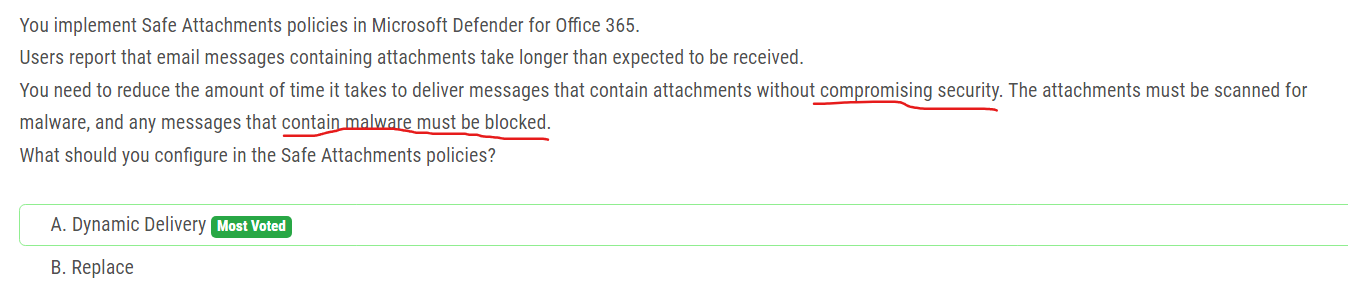 You implement Safe Attachments policies in Microsoft Defender for Office 365.
Users report that email messages containing attachments take longer than expected to be received.
You need to reduce the amount of time it takes to deliver messages that contain attachments without compromising security. The attachments must be scanned for
malware, and any messages that contain malware must be blocked.
What should you configure in the Safe Attachments policies?
A. Dynamic Delivery Most Voted
B. Replace